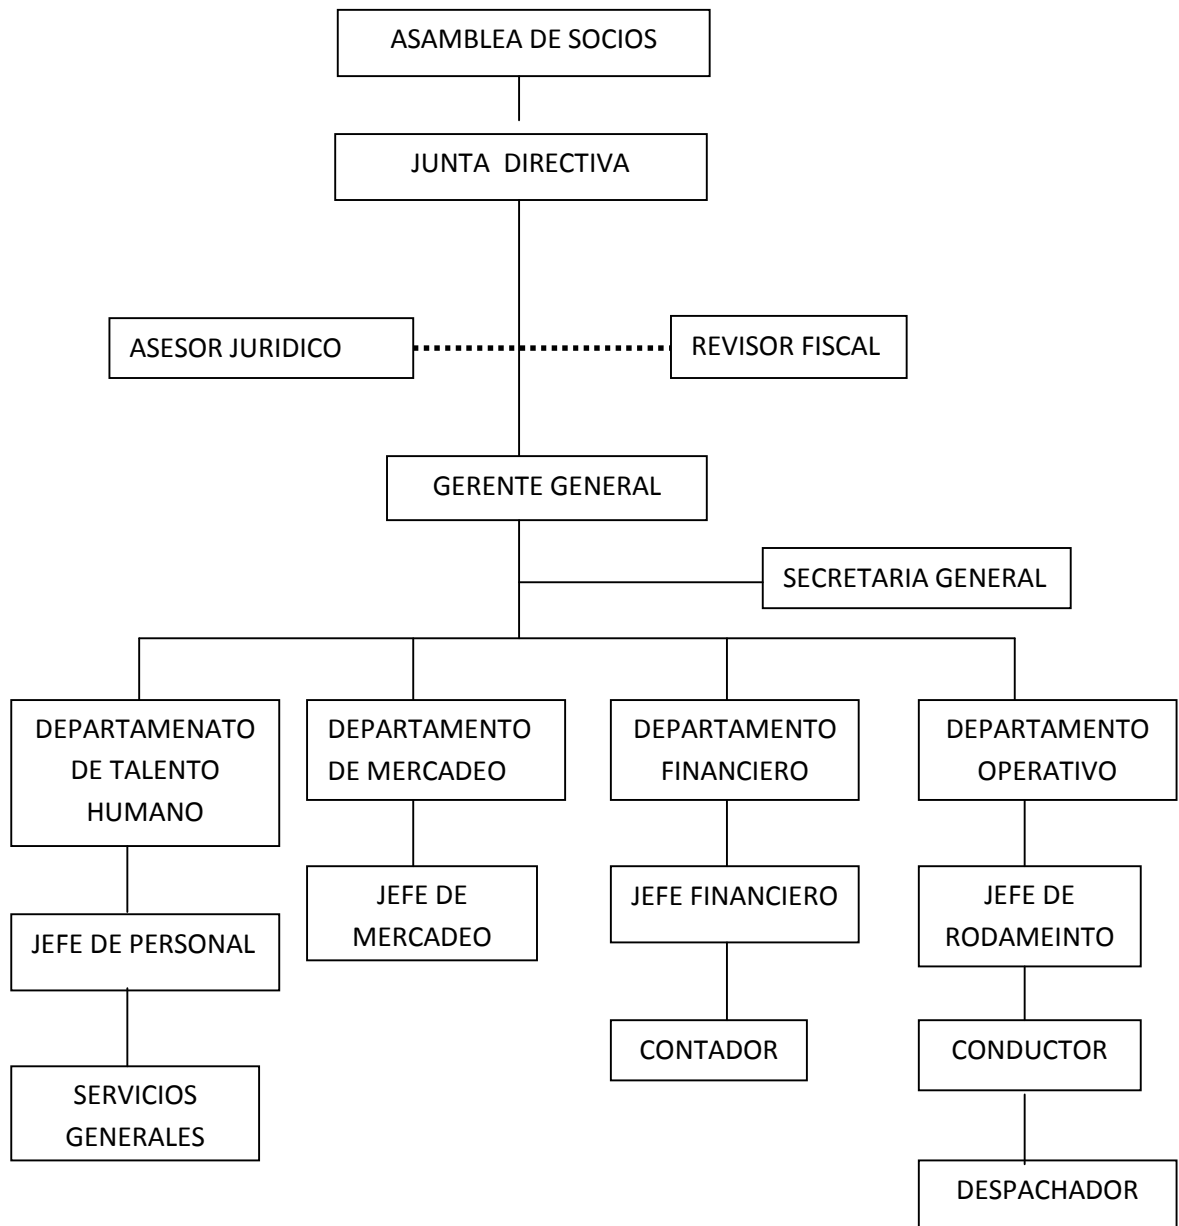 ASAMBLEA DE SOCIOS
JUNTA DIRECTIVA
ASESOR JURIDICO
REVISOR FISCAL
GERENTE GENERAL
SECRETARIA GENERAL
DEPARTAMENATO
DE TALENTO
HUMANO
DEPARTAMENTO
DE MERCADEO
DEPARTAMENTO
FINANCIERO
DEPARTAMENTO
OPERATIVO
JEFE DE PERSONAL
JEFE DE
MERCADEO
JEFE FINANCIERO
JEFE DE
RODAMEINTO
SERVICIOS
GENERALES
CONTADOR
CONDUCTOR
DESPACHADOR